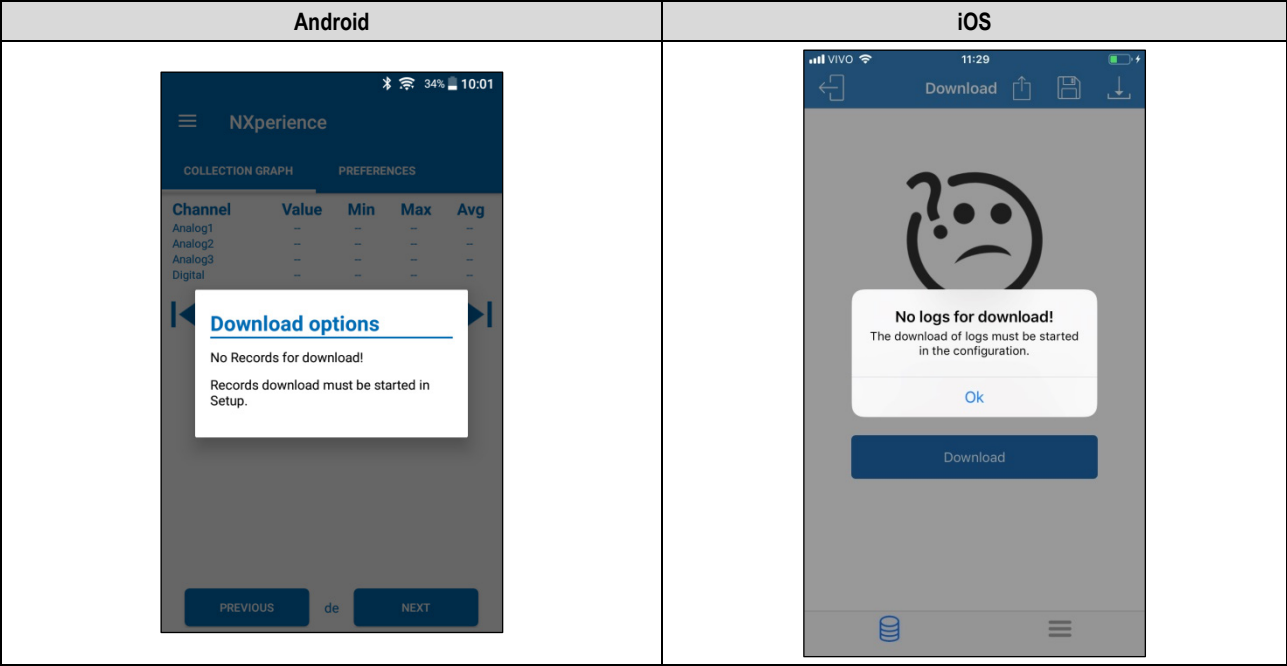 Android
iOS
34% 10:01
NXperience
COLLECTION GRAPH PREFERENCES
Channel Value Min Max Avg
Analog1 -- -- -- --
Analog2 -- -- -- --
Analog3 -- -- -- --
Digital -- -- -- --
Download options
No Records for download!
Records download must be started in
Setup.
PREVIOUS de NEXT
VIVO 11:29
Download
No logs for download!
The download of logs must be started
in the configuration.
Ok
Download